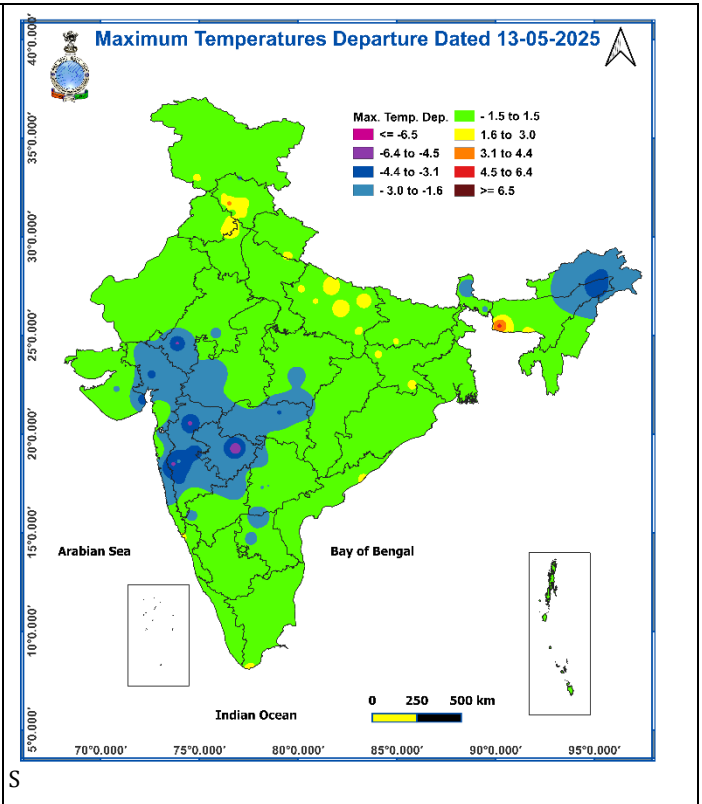 Maximum Temperatures Departure Dated 13-05-2025
Max. Temp. Dep.
<= -6.5
-6.4 to -4.5
-4.4 to -3.1
- 3.0 to -1.6
- 1.5 to 1.5
1.6 to 3.0
3.1 to 4.4
4.5 to 6.4
>= 6.5
40°0.000'
35°0.000'
30°0.000'
25°0.000'
20°0.000'
15°0.000'
10°0.000'
5°0.000'
Arabian Sea
Bay of Bengal
Indian Ocean
0 250 500 km
70°0.000' 75°0.000' 80°0.000' 85°0.000' 90°0.000' 95°0.000'
S